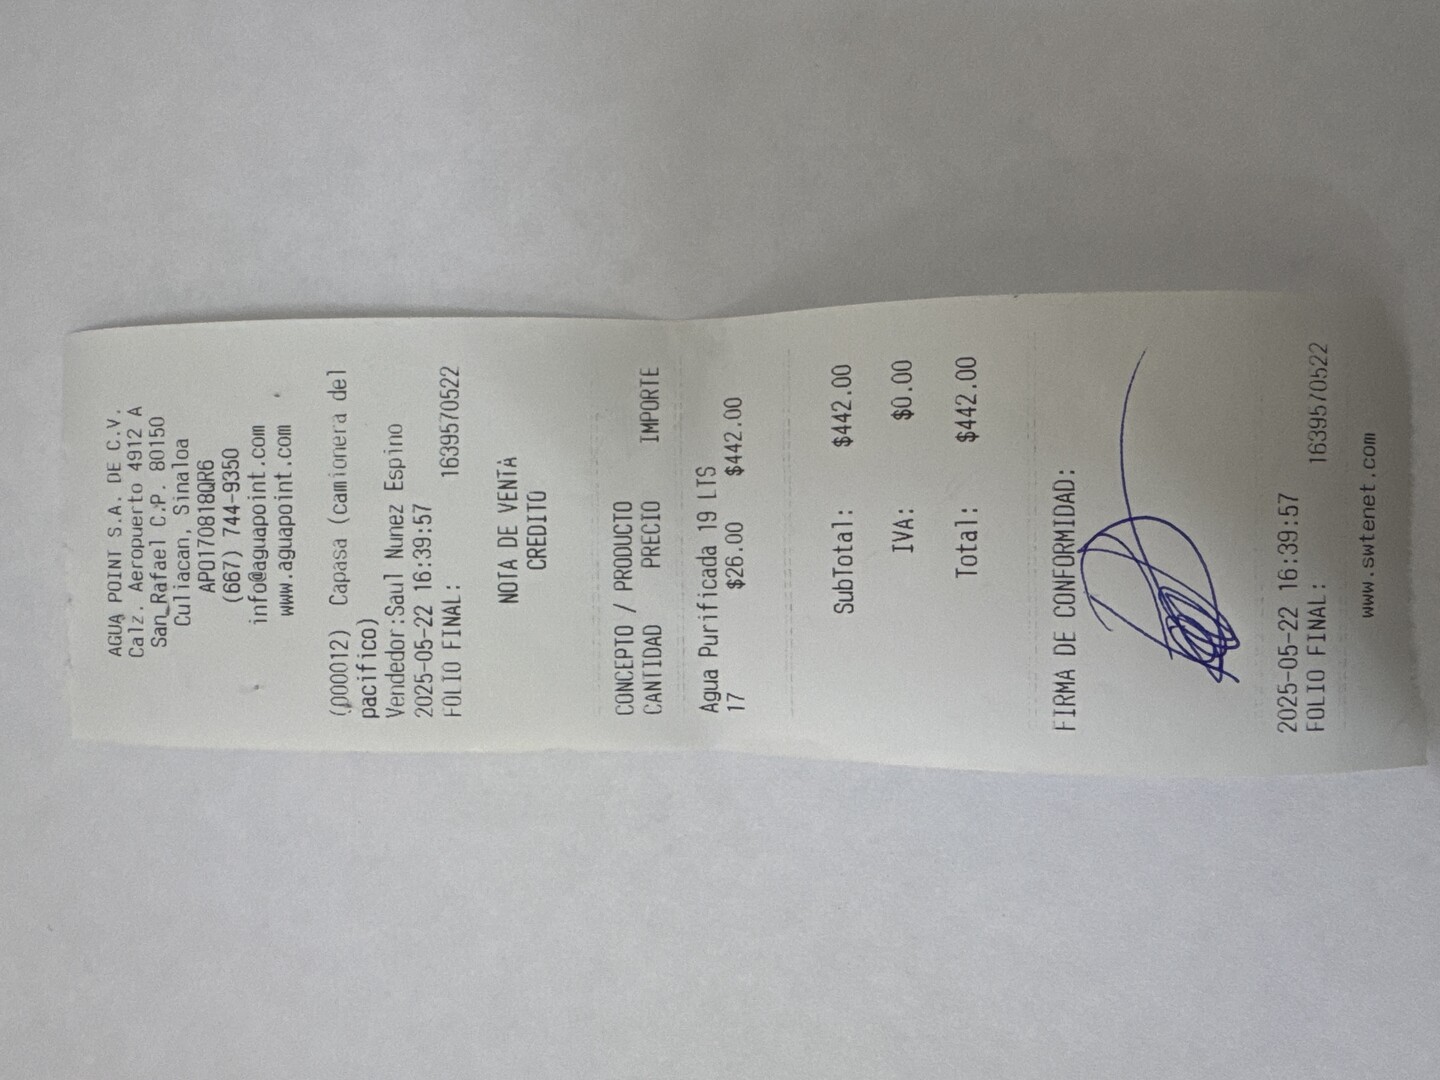 AGUA POINT S.A. DE C.V.
Calz. Aeropuerto 4912 A
San Rafael C.P. 80150
Culiacan, Sinaloa
APO170818QR6
(667) 744-9350
info@aguapoint.com
www.aguapoint.com
(000012) Capasa (camionera del
pacifico)
Vendedor:Saul Nunez Espino
2025-05-22 16:39:57
FOLIO FINAL: 1639570522
NOTA DE VENTA
CREDITO
CONCEPTO / PRODUCTO
CANTIDAD PRECIO IMPORTE
Agua Purificada 19 LTS
17 $26.00 $442.00
SubTotal: $442.00
IVA: $0.00
Total: $442.00
FIRMA DE CONFORMIDAD:
2025-05-22 16:39:57
FOLIO FINAL: 1639570522
www.swtenet.com